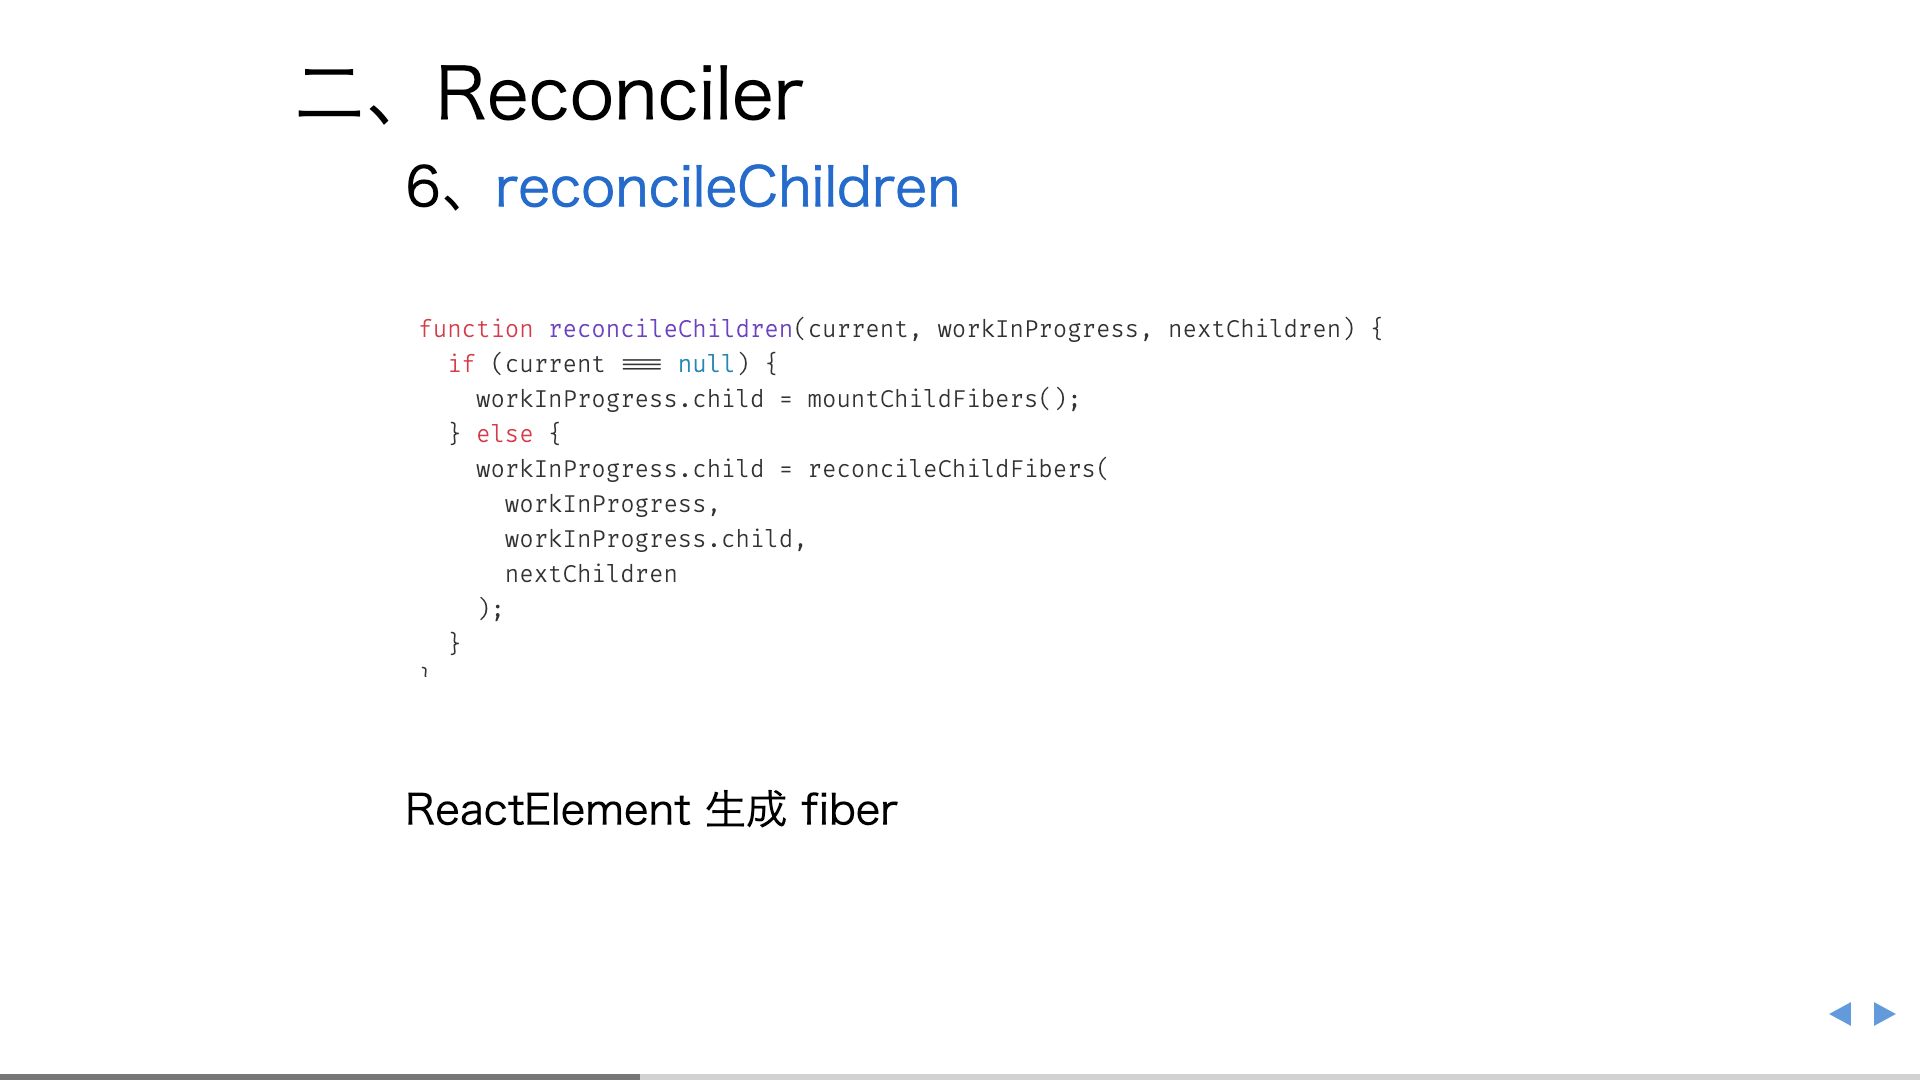 二、Reconciler
6、reconcileChildren
function reconcileChildren(current, workInProgress, nextChildren) {
  if (current === null) {
    workInProgress.child = mountChildFibers();
  } else {
    workInProgress.child = reconcileChildFibers(
      workInProgress,
      workInProgress.child,
      nextChildren
    );
  }
}
ReactElement 生成 fiber